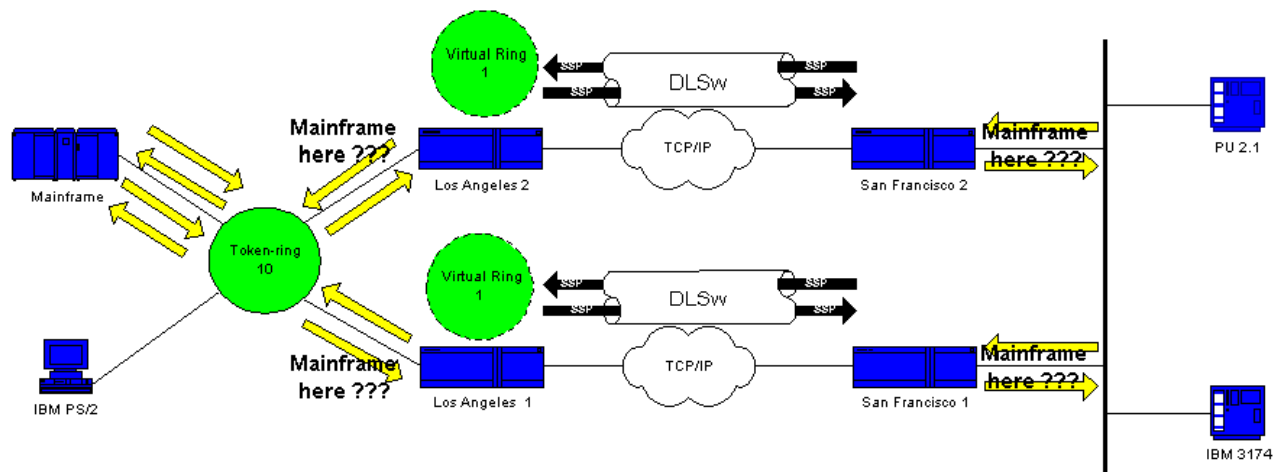 Virtual Ring
1
SSP
SSP
DLSw
SSP
SSP
Mainframe
here ???
Los Angeles 2
TCP/IP
San Francisco 2
Mainframe
here ???
PU 2.1
Mainframe
Token-ring
10
Virtual Ring
1
SSP
SSP
DLSw
SSP
SSP
Mainframe
here ???
Los Angeles 1
TCP/IP
San Francisco 1
Mainframe
here ???
IBM PS/2
IBM 3174